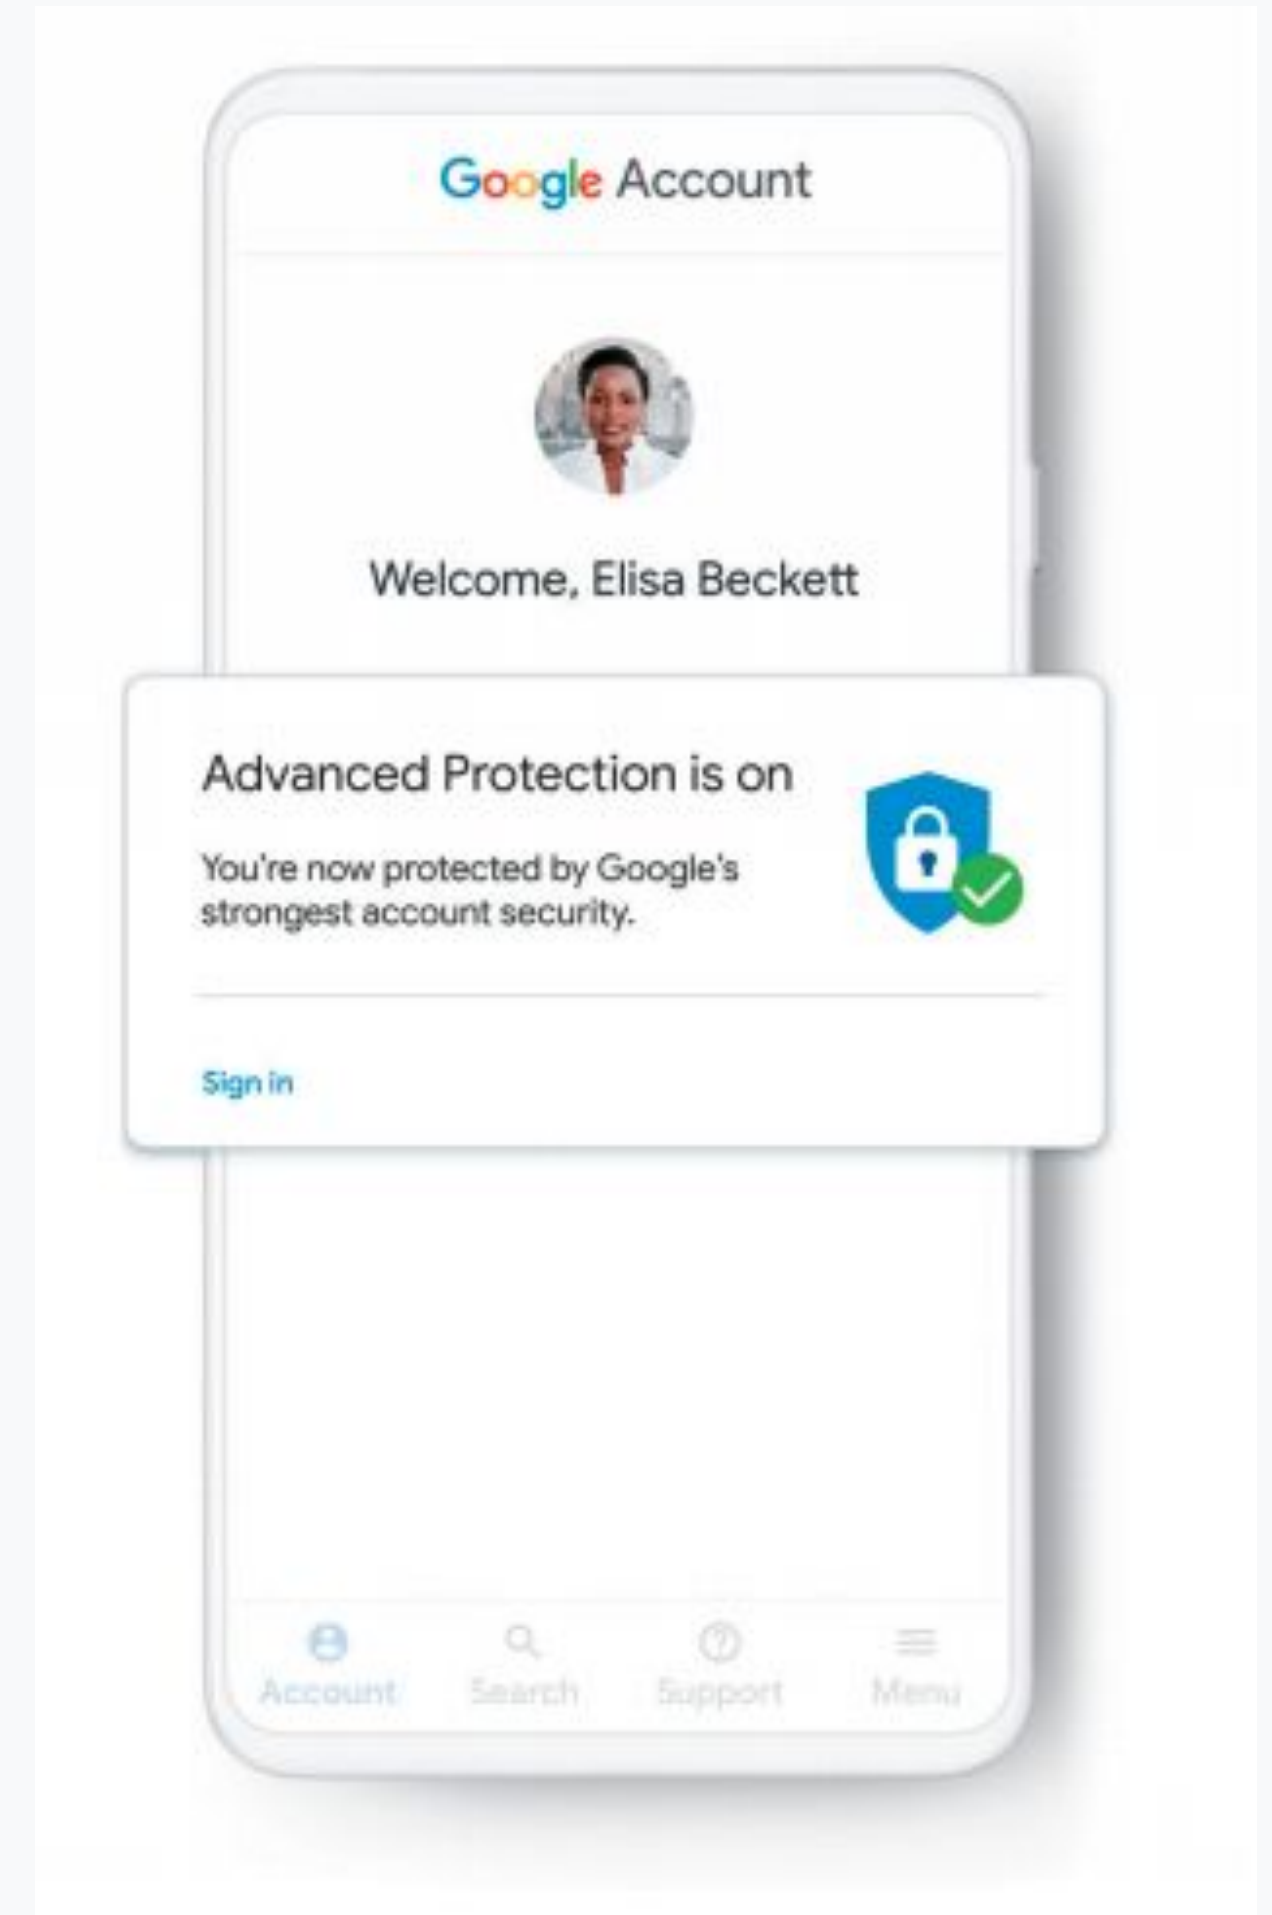 Google Account
Welcome, Elisa Beckett
Advanced Protection is on
You're now protected by Google's
strongest account security.
Sign in
Account Search Support Menu